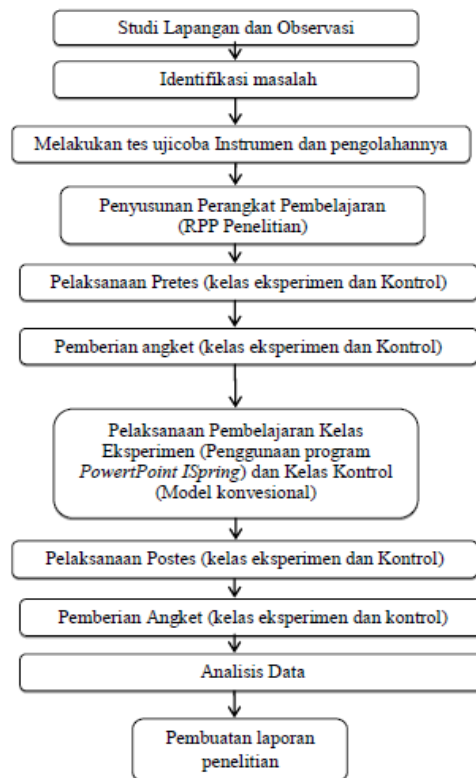 Studi Lapangan dan Observasi
Identifikasi masalah
Melakukan tes ujicoba Instrumen dan pengolahannya
Penyusunan Perangkat Pembelajaran
(RPP Penelitian)
Pelaksanaan Pretes (kelas eksperimen dan Kontrol)
Pemberian angket (kelas eksperimen dan Kontrol)
Pelaksanaan Pembelajaran Kelas
Eksperimen (Penggunaan program
PowertPoint ISpring) dan Kelas Kontrol
(Model konvesional)
Pelaksanaan Postes (kelas eksperimen dan Kontrol)
Pemberian Angket (kelas eksperimen dan kontrol)
Analisis Data
Pembuatan laporan
penelitian